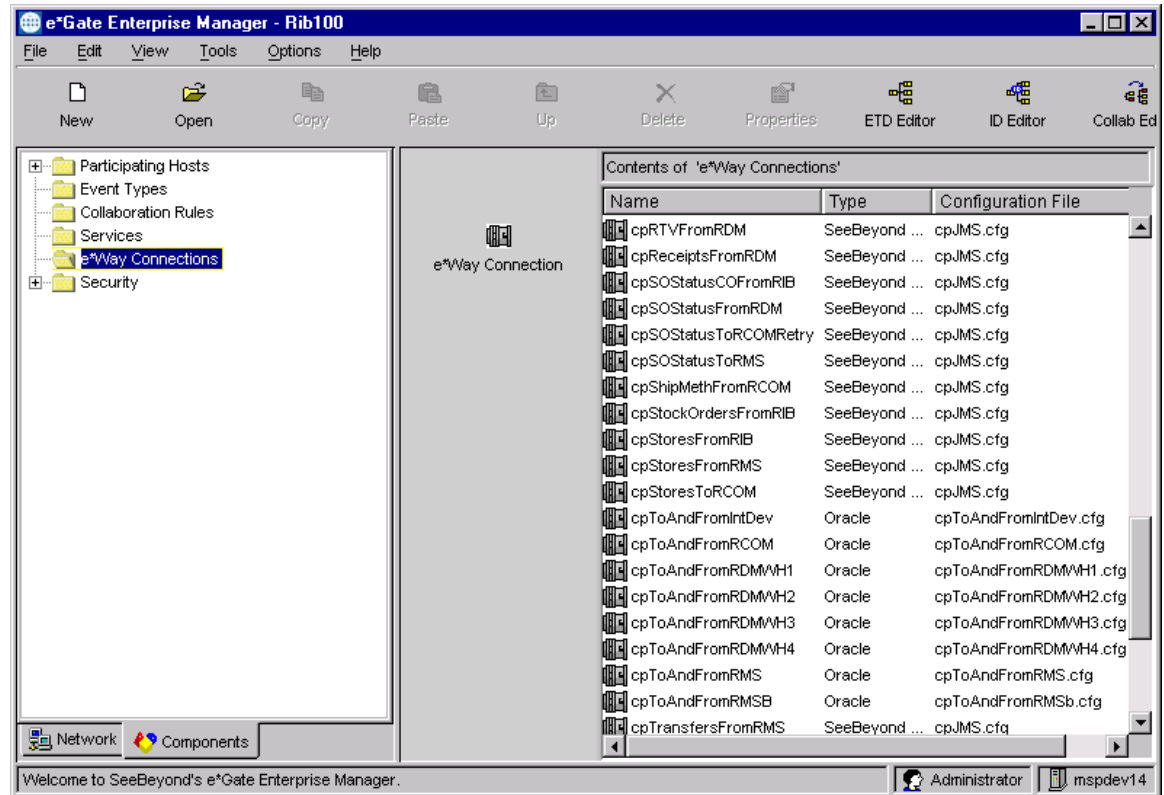 e*Gate Enterprise Manager - Rib100
File Edit View Tools Options Help
New Open Copy Paste Up Delete Properties ETD Editor ID Editor Collab Ed
Participating Hosts
Event Types
Collaboration Rules
Services
e*Way Connections
Security
Network Components
e*Way Connection
Contents of 'e*Way Connections'
Name Type Configuration File
cpRTVFromRDM SeeBeyond ... cpJMS.cfg
cpReceiptsFromRDM SeeBeyond ... cpJMS.cfg
cpSOStatusCOFromRIB SeeBeyond ... cpJMS.cfg
cpSOStatusFromRDM SeeBeyond ... cpJMS.cfg
cpSOStatusToRCOMRetry SeeBeyond ... cpJMS.cfg
cpSOStatusToRMS SeeBeyond ... cpJMS.cfg
cpShipMethFromRCOM SeeBeyond ... cpJMS.cfg
cpStockOrdersFromRIB SeeBeyond ... cpJMS.cfg
cpStoresFromRIB SeeBeyond ... cpJMS.cfg
cpStoresFromRMS SeeBeyond ... cpJMS.cfg
cpStoresToRCOM SeeBeyond ... cpJMS.cfg
cpToAndFromIntDev Oracle cpToAndFromIntDev.cfg
cpToAndFromRCOM Oracle cpToAndFromRCOM.cfg
cpToAndFromRDMWH1 Oracle cpToAndFromRDMWH1.cfg
cpToAndFromRDMWH2 Oracle cpToAndFromRDMWH2.cfg
cpToAndFromRDMWH3 Oracle cpToAndFromRDMWH3.cfg
cpToAndFromRDMWH4 Oracle cpToAndFromRDMWH4.cfg
cpToAndFromRMS Oracle cpToAndFromRMS.cfg
cpToAndFromRMSB Oracle cpToAndFromRMSb.cfg
cpTransfersFromRMS SeeBeyond ... cpJMS.cfg
Welcome to SeeBeyond's e*Gate Enterprise Manager. Administrator mspdev14